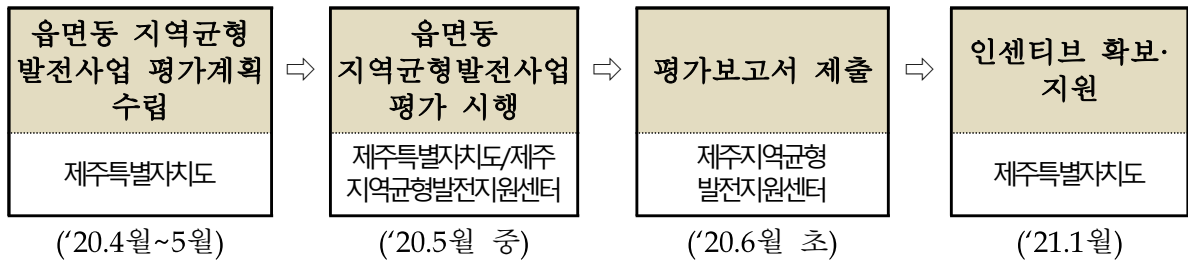 읍면동 지역균형
발전사업 평가계획
수립
제주특별자치도
(‘20.4월~5월)
⇨
읍면동
지역균형발전사업
평가 시행
제주특별자치도/제주
지역균형발전지원센터
(‘20.5월 중)
⇨
평가보고서 제출
제주지역균형
발전지원센터
(‘20.6월 초)
⇨
인센티브 확보·
지원
제주특별자치도
(‘21.1월)